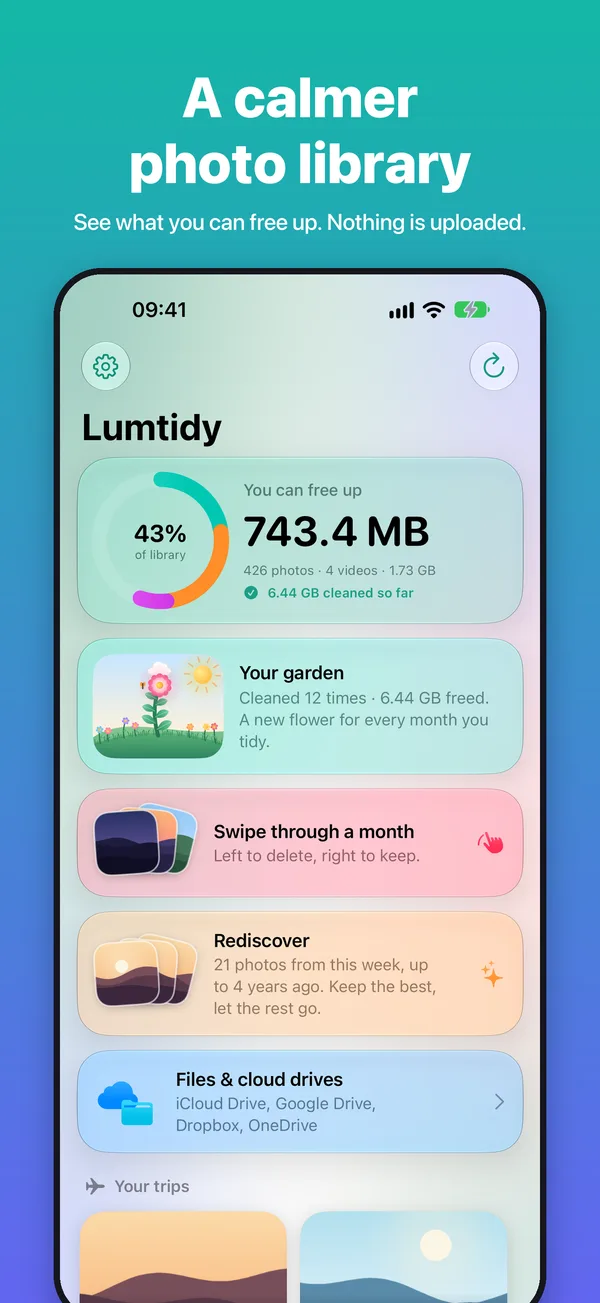 A calmer
photo library
See what you can free up. Nothing is uploaded.
09:41
Lumtidy
43%
of library
You can free up
743.4 MB
426 photos · 4 videos · 1.73 GB
6.44 GB cleaned so far
Your garden
Cleaned 12 times · 6.44 GB freed.
A new flower for every month you
tidy.
Swipe through a month
Left to delete, right to keep.
Rediscover
21 photos from this week, up
to 4 years ago. Keep the best,
let the rest go.
Files & cloud drives
iCloud Drive, Google Drive,
Dropbox, OneDrive
Your trips